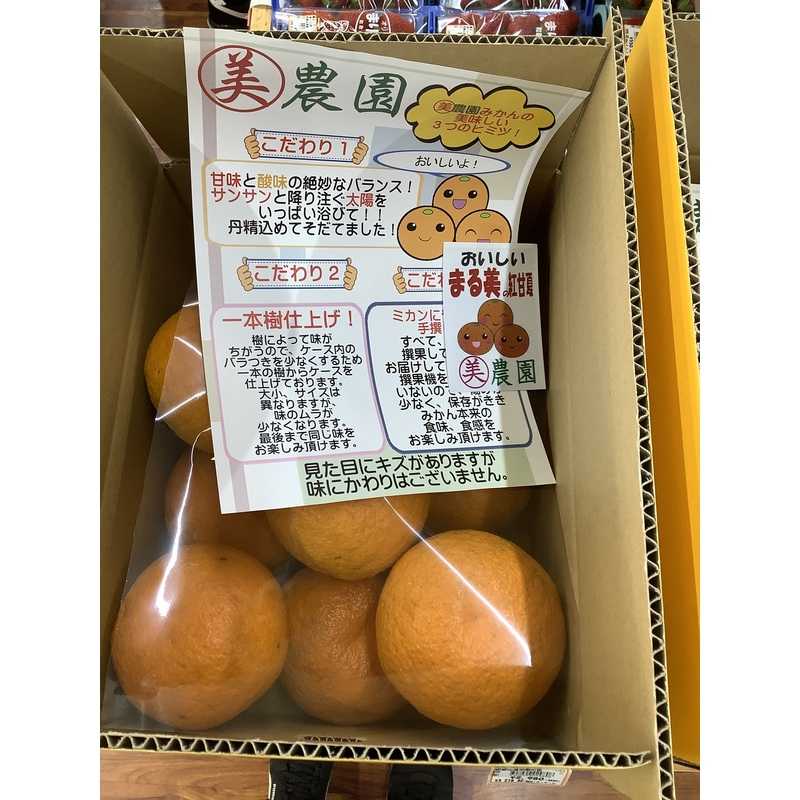 美農園
美農園みかんの
美味しい
3つのヒミツ!
こだわり1
おいしいよ!
甘味と酸味の絶妙なバランス!
サンサンと降り注ぐ太陽を
いっぱい浴びて!!
丹精込めてそだてました!
こだわり2
こだわ
一本樹仕上げ!
樹によって味が
ちがうので、ケース内の
バラつきを少なくするため
一本の樹からケースを
仕上げております。
大小、サイズは
異なりますが、
味のムラが
少なくなります。
最後まで同じ味を
お楽しみ頂けます。
ミカンに
手撰
すべて、
撰果して
お届けして
撰果機を
いないので、
少なく、保存がきき
みかん本来の
食味、食感を
お楽しみ頂けます。
おいしい
まる美の紅甘夏
美農園
見た目にキズがありますが
味にかわりはございません。